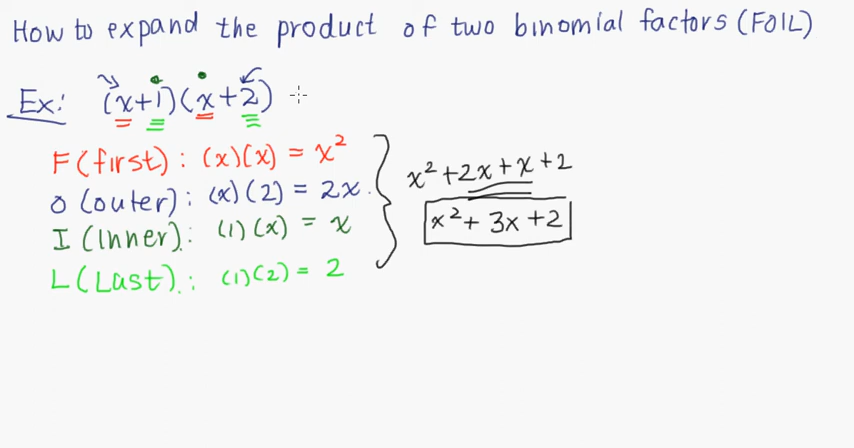 How to expand the product of two binomial factors (FOIL)
Ex: (x+1)(x+2)
F (first) : (x)(x) = x²
O (outer) : (x)(2) = 2x
I (Inner) : (1)(x) = x
L (Last) : (1)(2) = 2
x² + 2x + x + 2
x² + 3x + 2